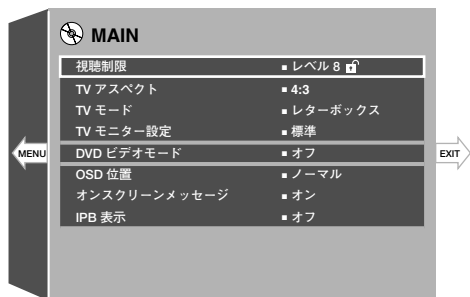 MAIN
視聴制限 ■ レベル 8
TV アスペクト ■ 4:3
TV モード ■ レターボックス
TV モニター設定 ■ 標準
MENU
DVD ビデオモード ■ オフ
EXIT
OSD 位置 ■ ノーマル
オンスクリーンメッセージ ■ オン
IPB 表示 ■ オフ